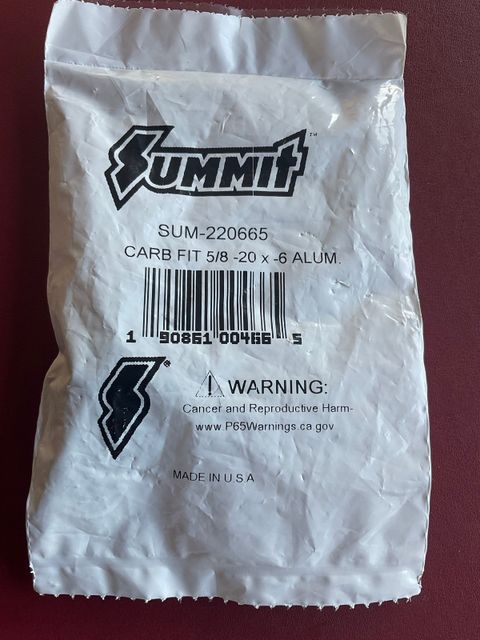 SUMMIT™
SUM-220665
CARB FIT 5/8 -20 x -6 ALUM.
1 90861 00466 5
®
⚠ WARNING:
Cancer and Reproductive Harm-
www.P65Warnings.ca.gov
MADE IN U.S.A